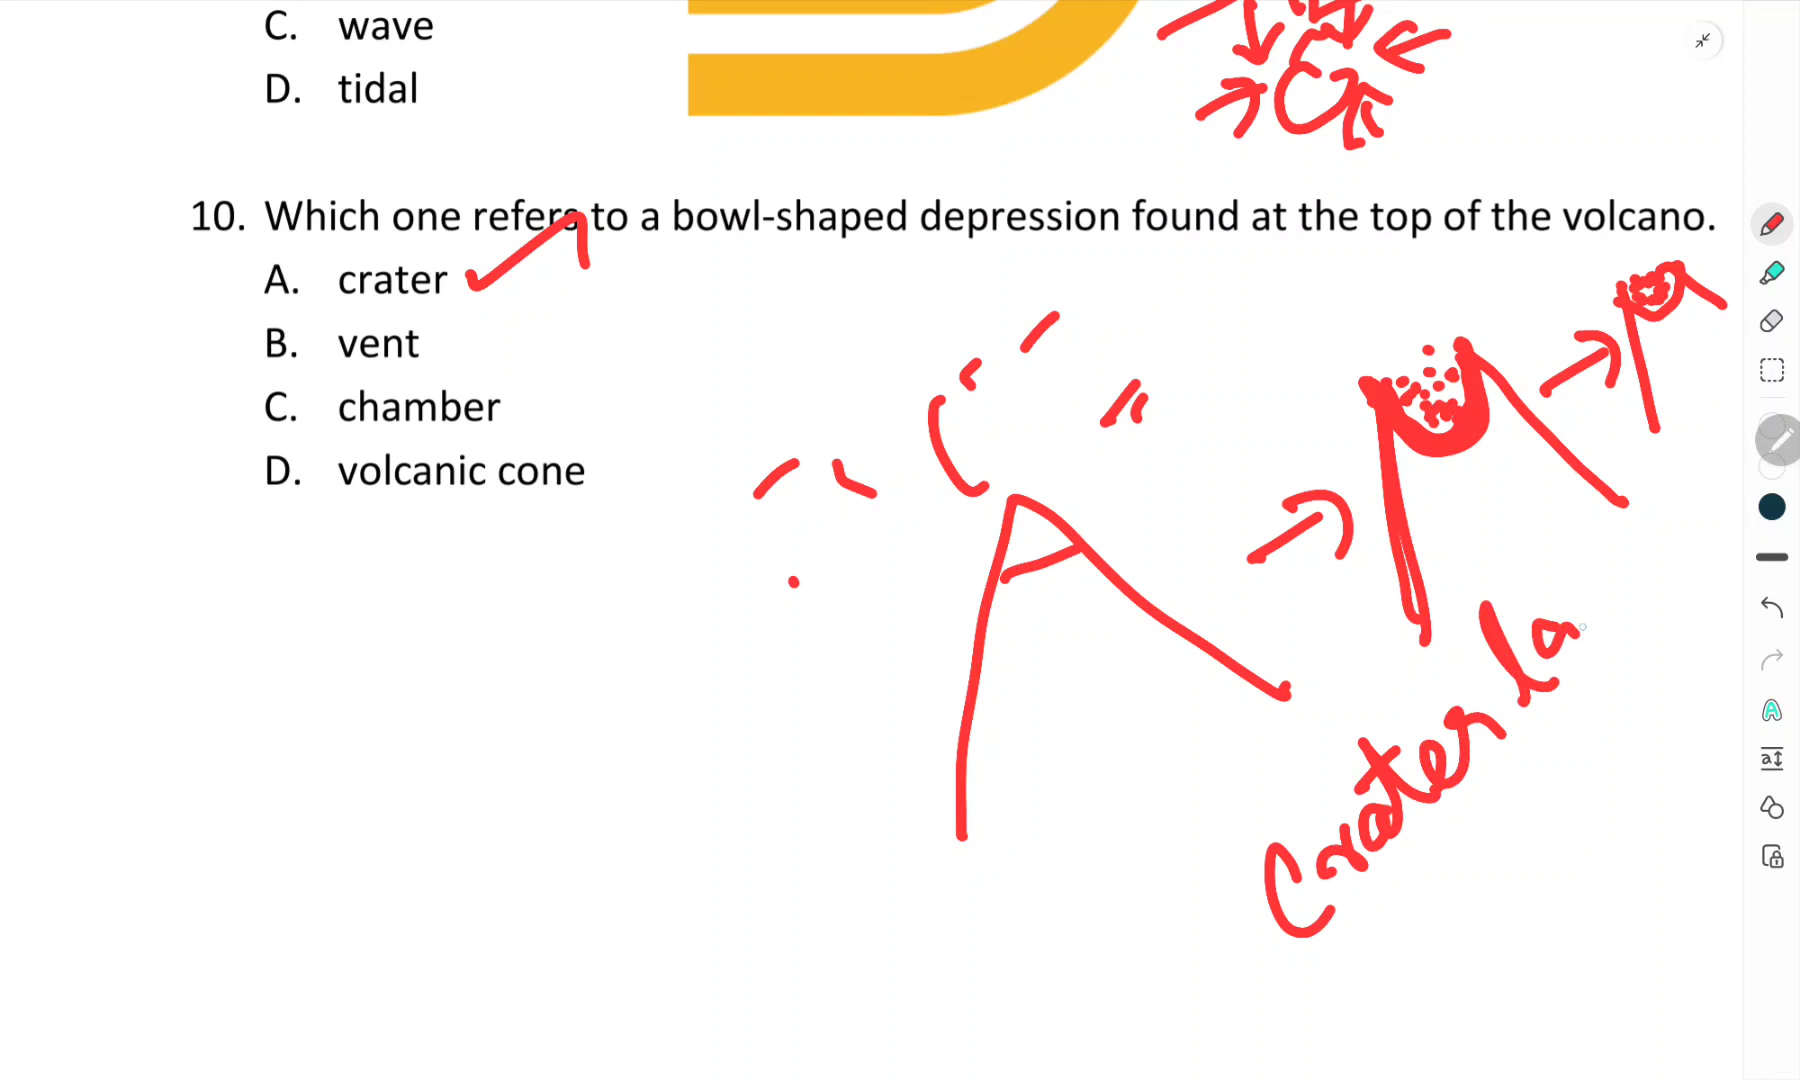 C. wave
D. tidal
10. Which one refers to a bowl-shaped depression found at the top of the volcano.
A. crater
B. vent
C. chamber
D. volcanic cone
Crater la